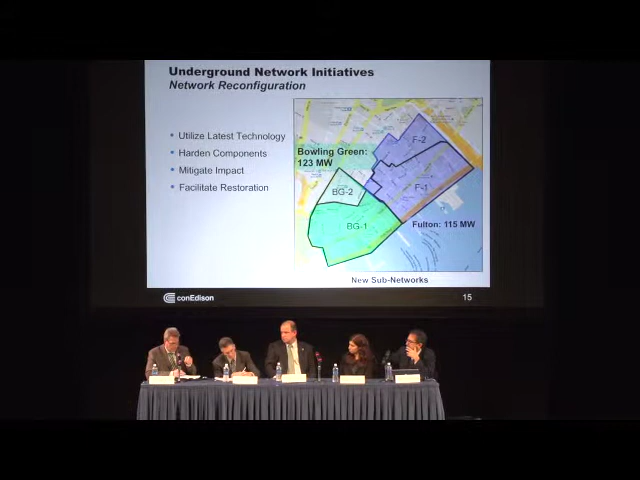 Underground Network Initiatives
Network Reconfiguration
Utilize Latest Technology
Harden Components
Mitigate Impact
Facilitate Restoration
Bowling Green:
123 MW
F-2
F-1
BG-2
BG-1
Fulton: 115 MW
New Sub-Networks
conEdison
15